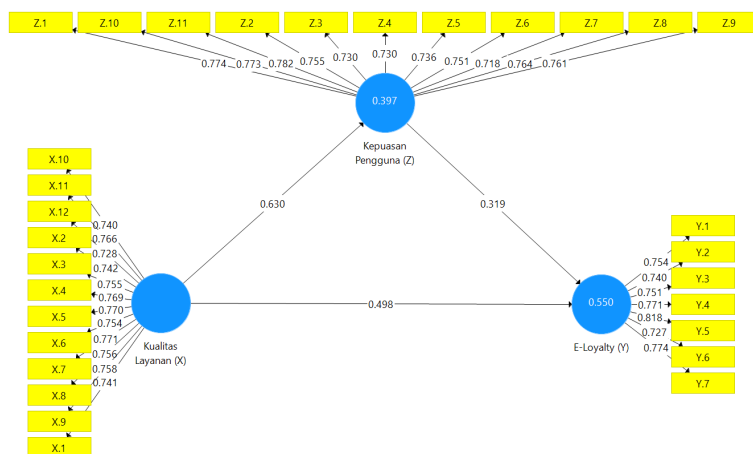 Z.1 Z.10 Z.11 Z.2 Z.3 Z.4 Z.5 Z.6 Z.7 Z.8 Z.9
0.774 0.773 0.782 0.755 0.730 0.730 0.736 0.751 0.718 0.764 0.761
0.397
Kepuasan
Pengguna (Z)
X.10
X.11
X.12
X.2
X.3
X.4
X.5
X.6
X.7
X.8
X.9
X.1
0.740
0.766
0.728
0.742
0.755
0.769
0.770
0.754
0.771
0.756
0.758
0.741
Kualitas
Layanan (X)
0.630
0.319
0.498
0.550
E-Loyalty (Y)
0.754
0.740
0.751
0.771
0.818
0.727
0.774
Y.1
Y.2
Y.3
Y.4
Y.5
Y.6
Y.7